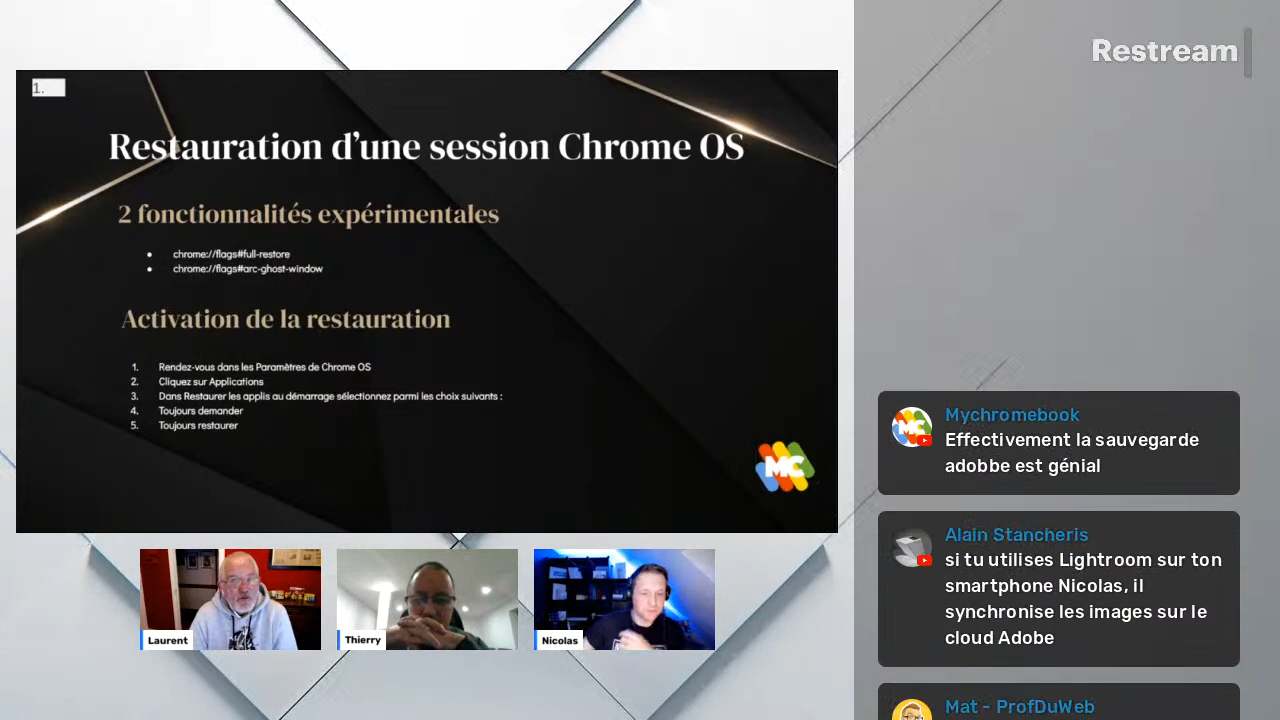 Restream
1.
Restauration d’une session Chrome OS
2 fonctionnalités expérimentales
● chrome://flags#full-restore
● chrome://flags#arc-ghost-window
Activation de la restauration
1. Rendez-vous dans les Paramètres de Chrome OS
2. Cliquez sur Applications
3. Dans Restaurer les applis au démarrage sélectionnez parmi les choix suivants :
4. Toujours demander
5. Toujours restaurer
MC
Laurent
Thierry
Nicolas
MC
Mychromebook
Effectivement la sauvegarde
adobbe est génial
Alain Stancheris
si tu utilises Lightroom sur ton
smartphone Nicolas, il
synchronise les images sur le
cloud Adobe
Mat - ProfDuWeb